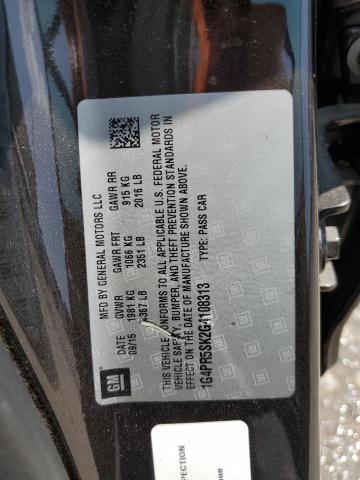 MFD BY GENERAL MOTORS LLC
DATE GVWR GAWR FRT GAWR RR
09/15 1981 KG 1066 KG 915 KG
4367 LB 2351 LB 2016 LB
THIS VEHICLE CONFORMS TO ALL APPLICABLE U.S. FEDERAL MOTOR
VEHICLE SAFETY, BUMPER, AND THEFT PREVENTION STANDARDS IN
EFFECT ON THE DATE OF MANUFACTURE SHOWN ABOVE.
1G4PR5SK2G4108313 TYPE: PASS CAR
GM